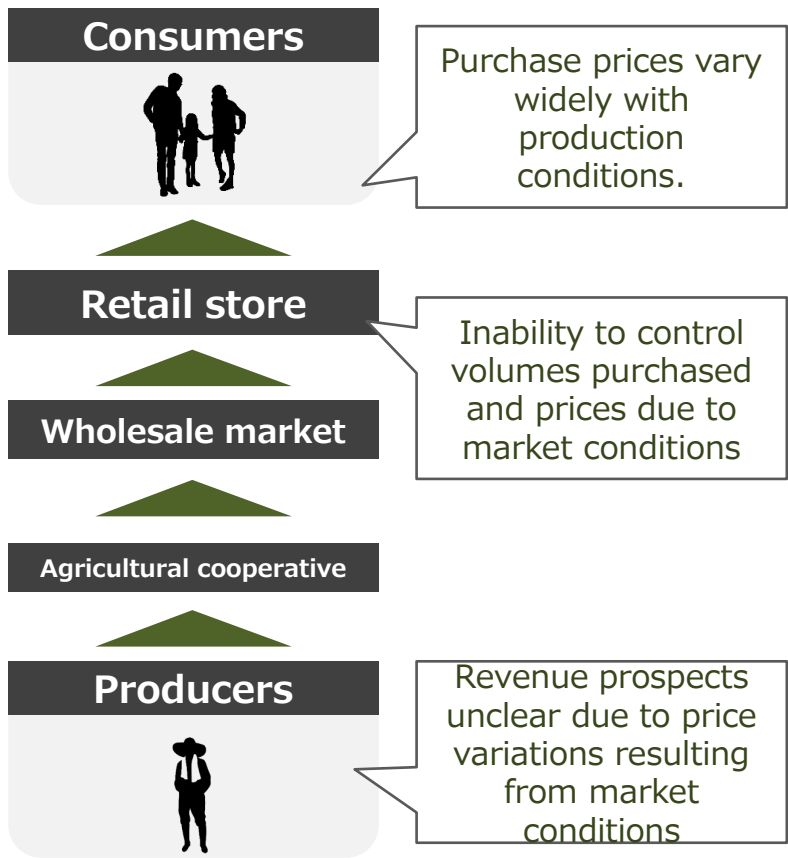 Consumers
Purchase prices vary
widely with
production
conditions.
Retail store
Inability to control
volumes purchased
and prices due to
market conditions
Wholesale market
Agricultural cooperative
Producers
Revenue prospects
unclear due to price
variations resulting
from market
conditions